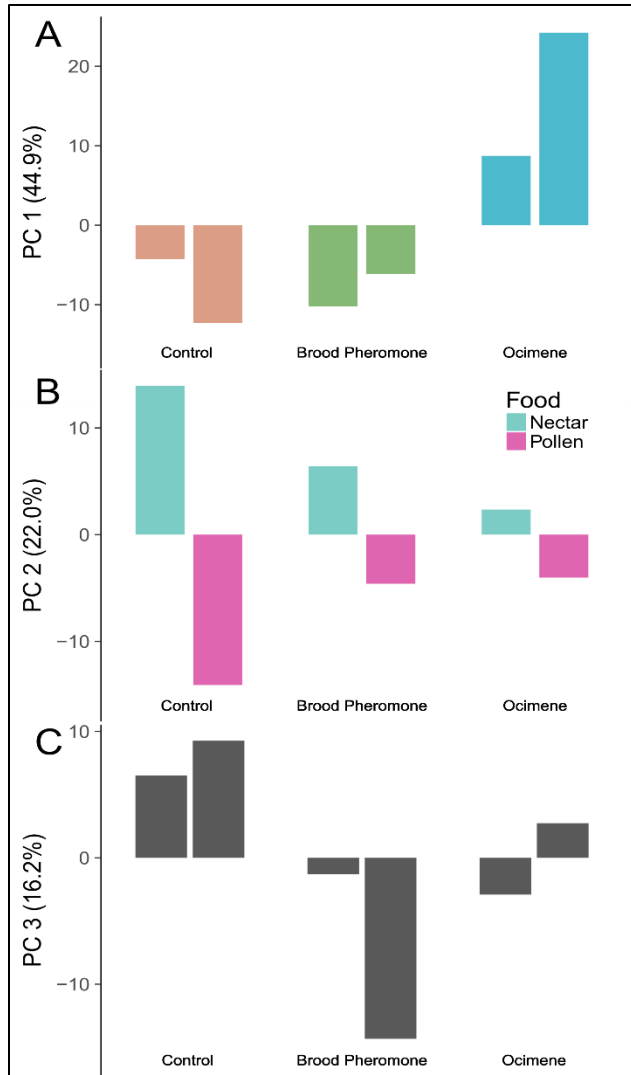 A
PC 1 (44.9%)
20
10
0
−10
Control Brood Pheromone Ocimene
B
PC 2 (22.0%)
10
0
−10
Food
Nectar
Pollen
Control Brood Pheromone Ocimene
C
PC 3 (16.2%)
10
0
−10
Control Brood Pheromone Ocimene